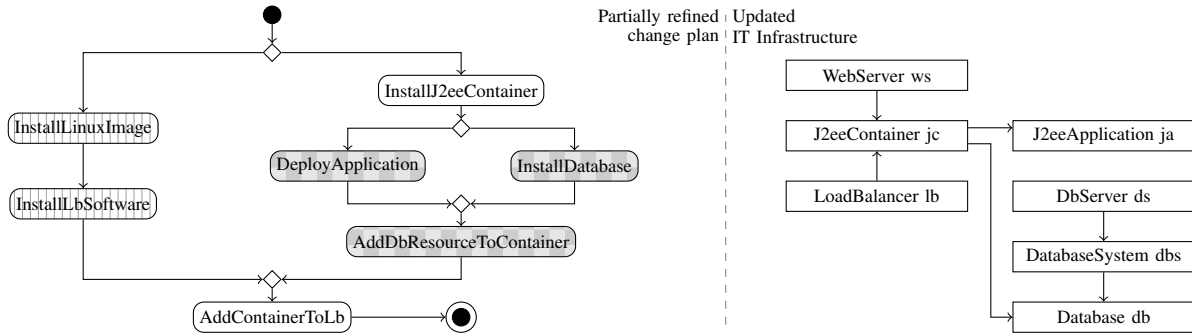 Partially refined
change plan
Updated
IT Infrastructure
InstallJ2eeContainer
InstallLinuxImage
DeployApplication
InstallDatabase
InstallLbSoftware
AddDbResourceToContainer
AddContainerToLb
WebServer ws
J2eeContainer jc
J2eeApplication ja
LoadBalancer lb
DbServer ds
DatabaseSystem dbs
Database db